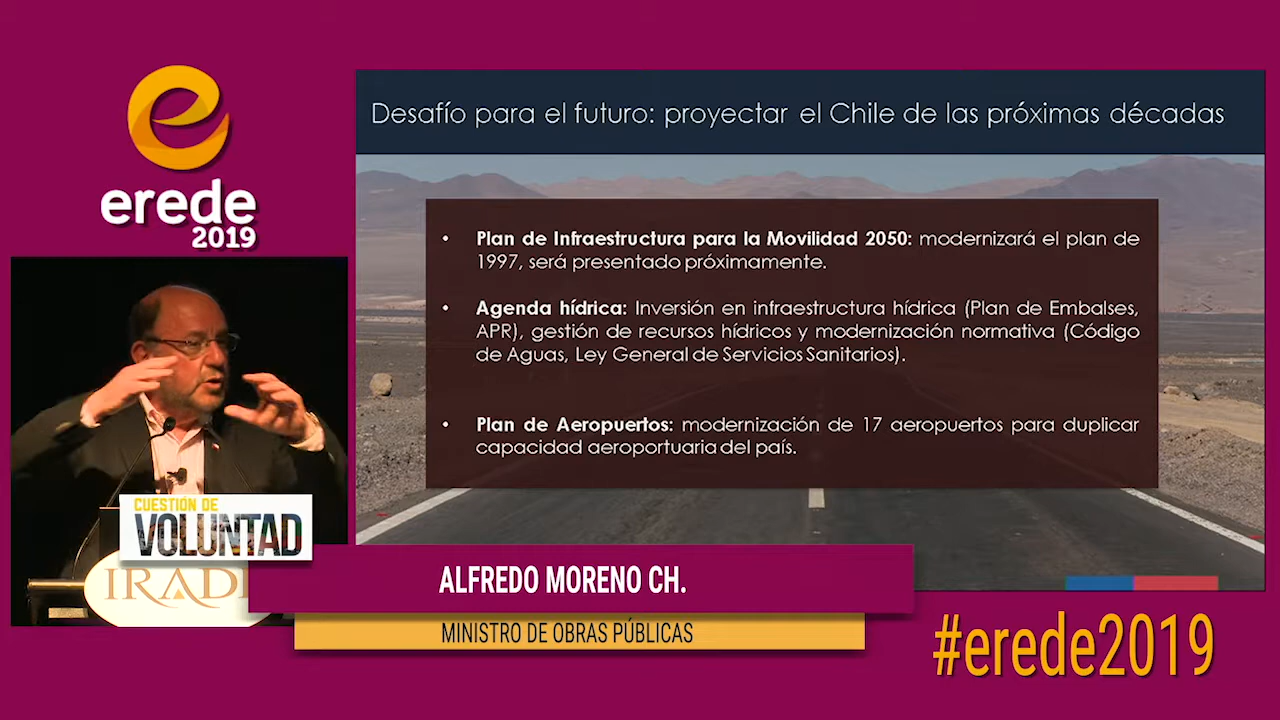 erede
2019
Desafío para el futuro: proyectar el Chile de las próximas décadas
• Plan de Infraestructura para la Movilidad 2050: modernizará el plan de
1997, será presentado próximamente.
• Agenda hídrica: Inversión en infraestructura hídrica (Plan de Embalses,
APR), gestión de recursos hídricos y modernización normativa (Código
de Aguas, Ley General de Servicios Sanitarios).
• Plan de Aeropuertos: modernización de 17 aeropuertos para duplicar
capacidad aeroportuaria del país.
CUESTIÓN DE
VOLUNTAD
IRADE
ALFREDO MORENO CH.
MINISTRO DE OBRAS PÚBLICAS
#erede2019